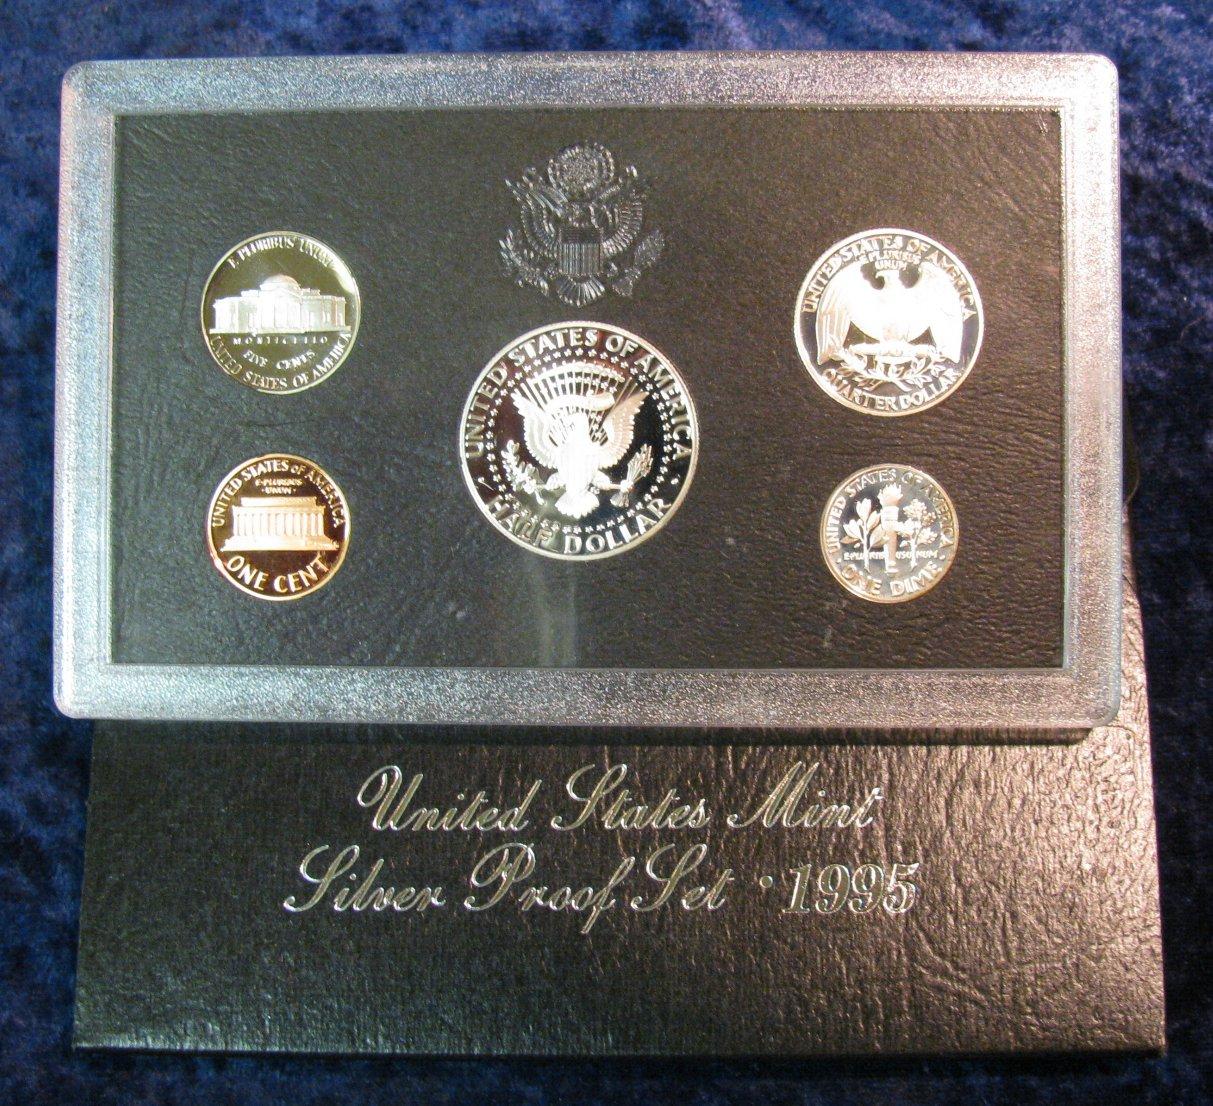 E PLURIBUS UNUM
MONTICELLO
FIVE CENTS
UNITED STATES OF AMERICA
UNITED STATES OF AMERICA
E PLURIBUS
UNUM
QUARTER DOLLAR
UNITED STATES OF AMERICA
HALF DOLLAR
UNITED STATES OF AMERICA
E·PLURIBUS
·UNUM·
ONE CENT
UNITED STATES OF AMERICA
E·PLURIBUS UNUM
ONE DIME
United States Mint
Silver Proof Set · 1995